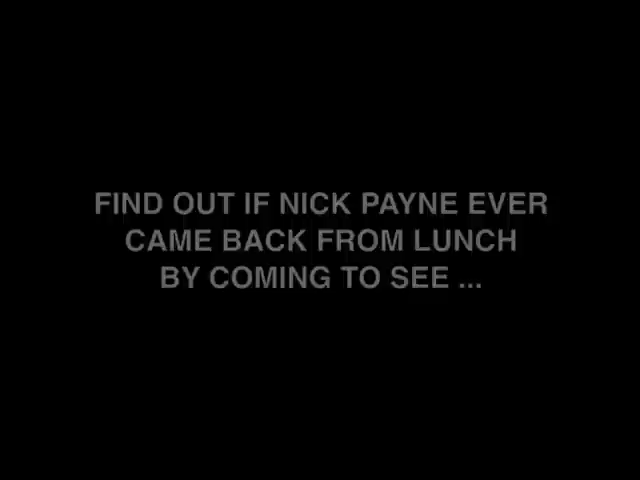 FIND OUT IF NICK PAYNE EVER
CAME BACK FROM LUNCH
BY COMING TO SEE ...